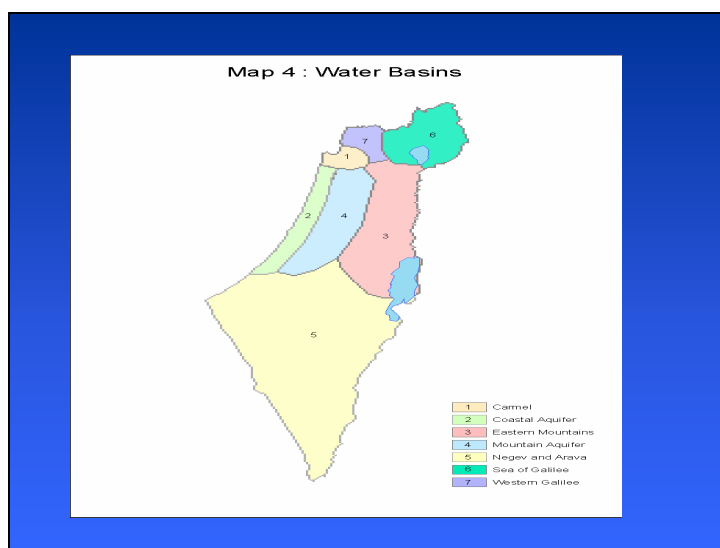 Map 4 : Water Basins
6
7
1
2
4
3
5
1 Carmel
2 Coastal Aquifer
3 Eastern Mountains
4 Mountain Aquifer
5 Negev and Arava
6 Sea of Galilee
7 Western Galilee